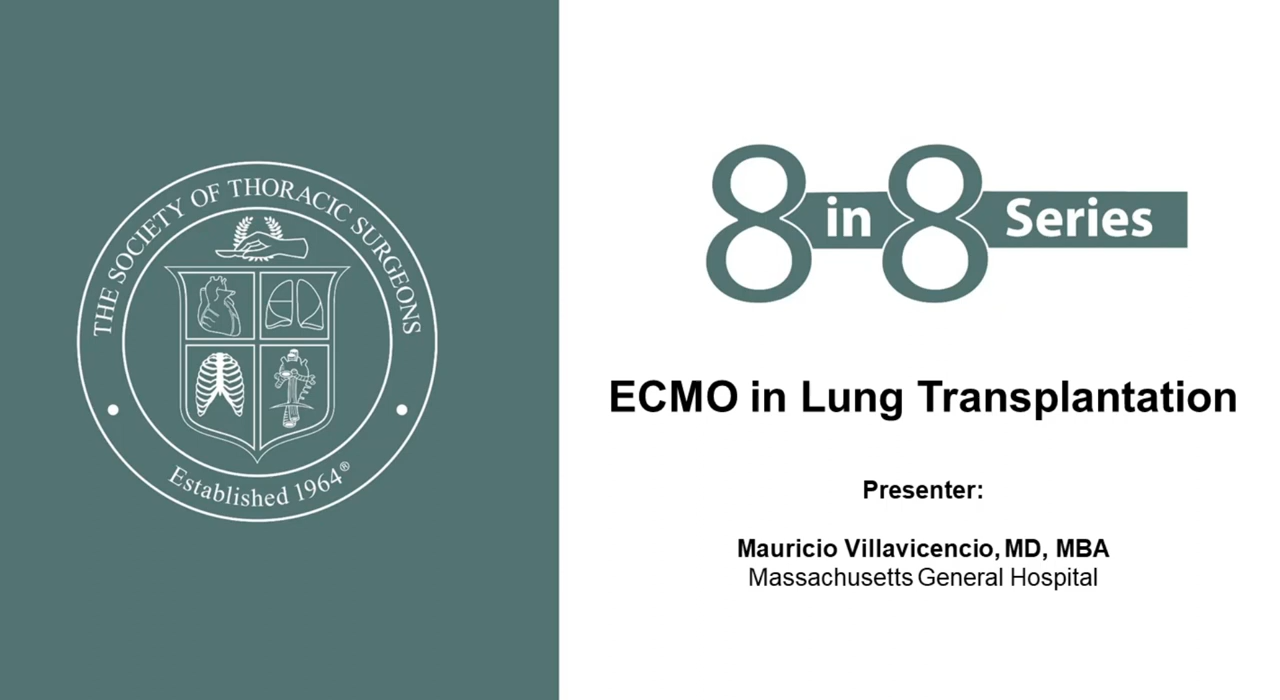 THE SOCIETY OF THORACIC SURGEONS
Established 1964®
8 in 8 Series
ECMO in Lung Transplantation
Presenter:
Mauricio Villavicencio, MD, MBA
Massachusetts General Hospital